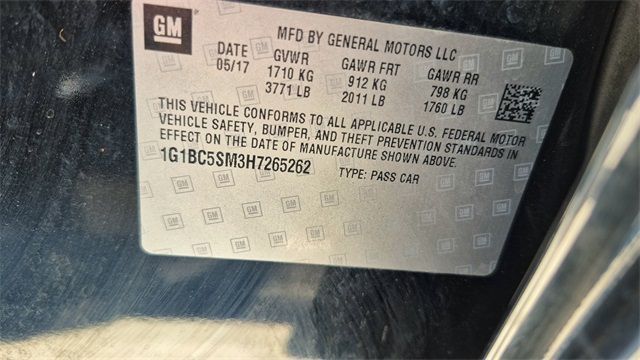 GM
MFD BY GENERAL MOTORS LLC
DATE GVWR GAWR FRT GAWR RR
05/17 1710 KG 912 KG 798 KG
3771 LB 2011 LB 1760 LB
THIS VEHICLE CONFORMS TO ALL APPLICABLE U.S. FEDERAL MOTOR
VEHICLE SAFETY, BUMPER, AND THEFT PREVENTION STANDARDS IN
EFFECT ON THE DATE OF MANUFACTURE SHOWN ABOVE.
1G1BC5SM3H7265262 TYPE: PASS CAR